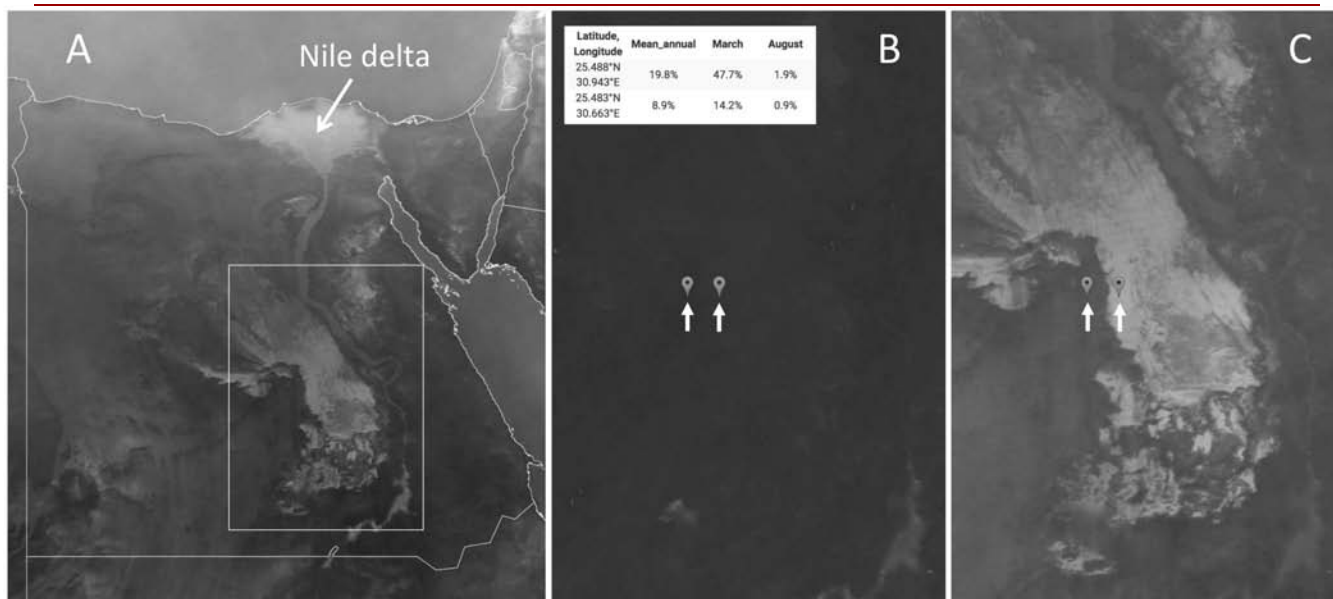 A
Nile delta
B
Latitude, Longitude Mean_annual March August
25.488°N 30.943°E 19.8% 47.7% 1.9%
25.483°N 30.663°E 8.9% 14.2% 0.9%
C